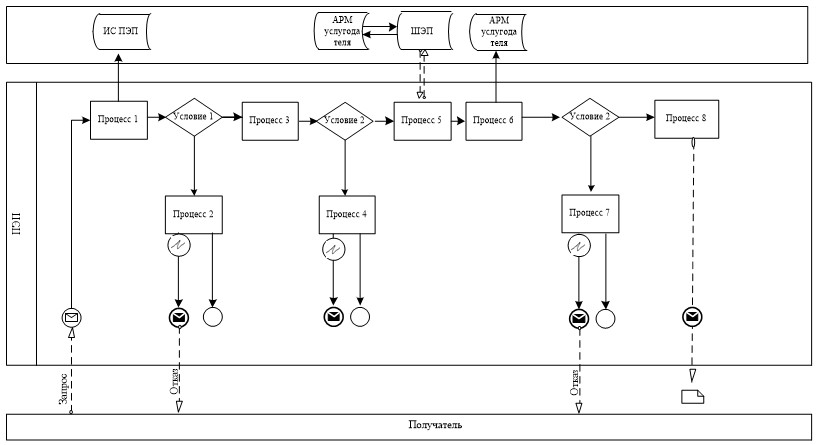 ИС ПЭП
АРМ
услугода
теля
ШЭП
АРМ
услугода
теля
Процесс 1
Условие 1
Процесс 3
Условие 2
Процесс 5
Процесс 6
Условие 2
Процесс 8
ПЭП
Процесс 2
Процесс 4
Процесс 7
Запрос
Отказ
Отказ
Получатель